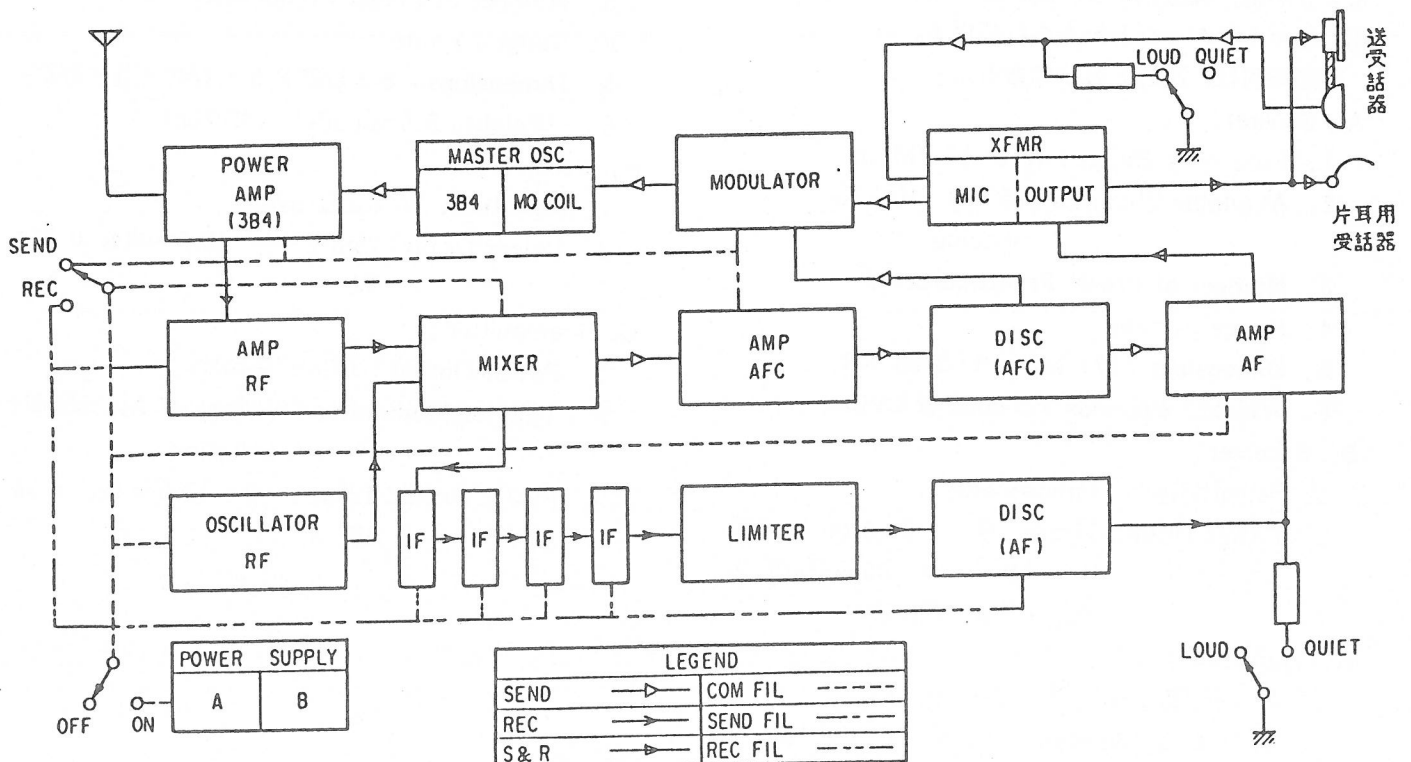 LOUD QUIET
送受話器
POWER
AMP
(3B4)
MASTER OSC
3B4
MO COIL
MODULATOR
XFMR
MIC
OUTPUT
片耳用
受話器
SEND
REC
AMP
RF
MIXER
AMP
AFC
DISC
(AFC)
AMP
AF
OSCILLATOR
RF
IF
IF
IF
IF
LIMITER
DISC
(AF)
POWER SUPPLY
A
B
OFF
ON
LOUD
QUIET
LEGEND
SEND
COM FIL
REC
SEND FIL
S&R
REC FIL